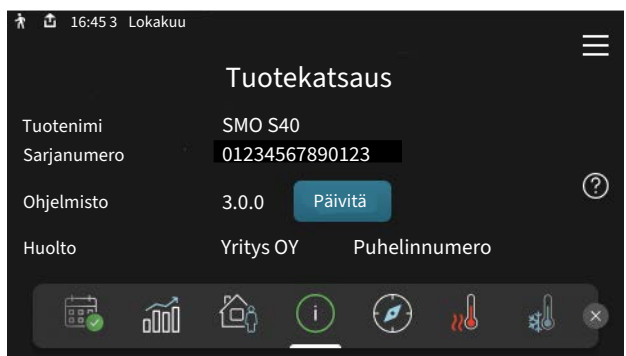 16:45 3 Lokakuu
Tuotekatsaus
Tuotenimi SMO S40
Sarjanumero 01234567890123
Ohjelmisto 3.0.0 Päivitä
Huolto Yritys OY Puhelinnumero